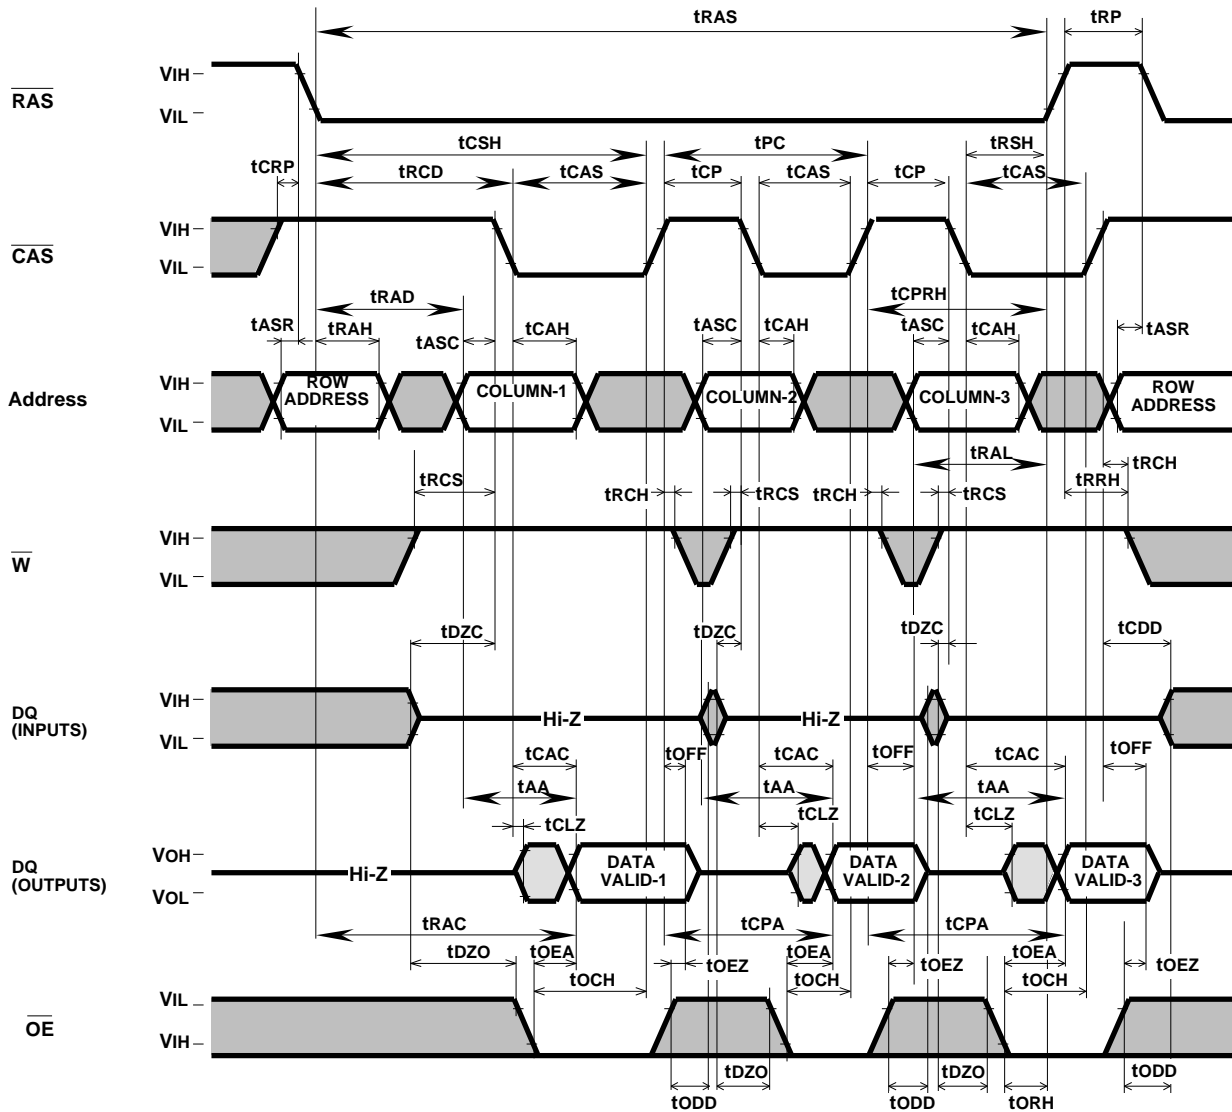 tRAS
tRP
RAS
VIH
VIL
tCSH
tPC
tRSH
tCRP
tRCD
tCAS
tCP
tCAS
tCP
tCAS
CAS
VIH
VIL
tRAD
tCPRH
tASR
tRAH
tASC
tCAH
tASC
tCAH
tASC
tCAH
tASR
Address
VIH
VIL
ROW
ADDRESS
COLUMN-1
COLUMN-2
COLUMN-3
ROW
ADDRESS
tRAL
tRCH
tRCS
tRCH
tRCS
tRCH
tRCS
tRRH
W
VIH
VIL
tDZC
tDZC
tDZC
tCDD
DQ
(INPUTS)
VIH
VIL
Hi-Z
Hi-Z
tCAC
tOFF
tCAC
tOFF
tCAC
tOFF
tAA
tAA
tAA
tCLZ
tCLZ
tCLZ
DQ
(OUTPUTS)
VOH
VOL
Hi-Z
DATA
VALID-1
DATA
VALID-2
DATA
VALID-3
tRAC
tCPA
tCPA
tDZO
tOEA
tOEZ
tOEA
tOEZ
tOEA
tOEZ
tOCH
tOCH
tOCH
OE
VIL
VIH
tODD
tDZO
tODD
tDZO
tORH
tODD